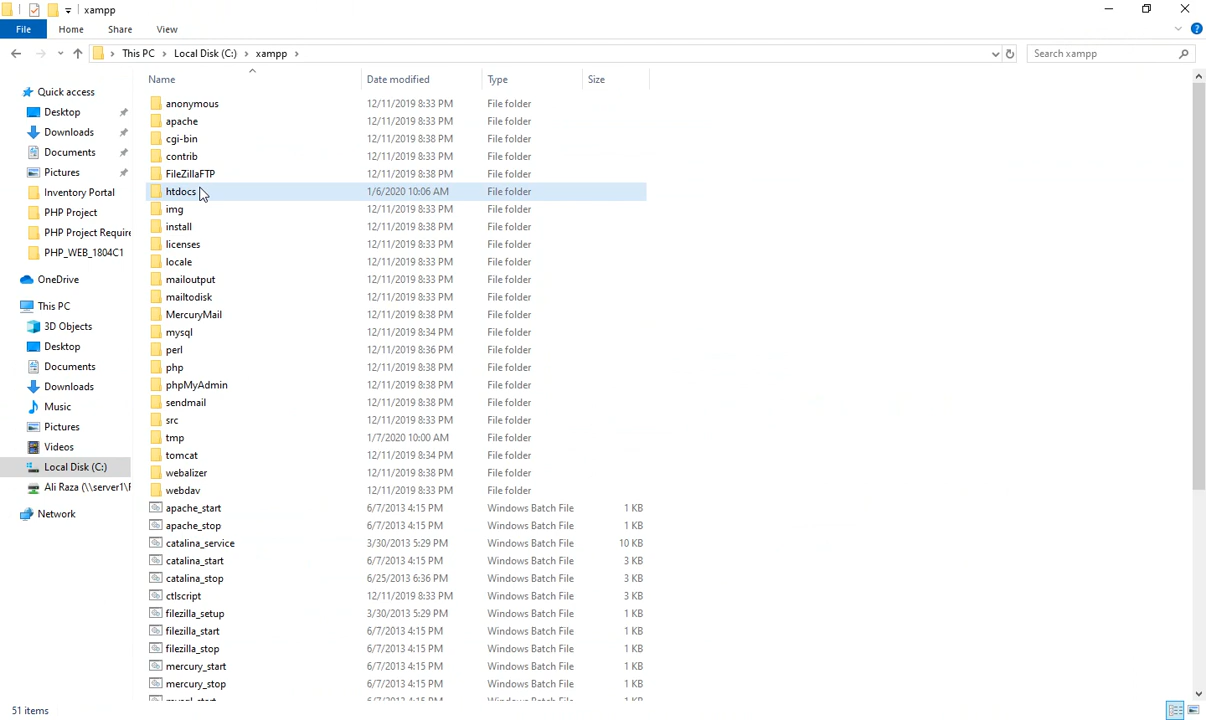 xampp
File Home Share View
This PC Local Disk (C:) xampp Search xampp
Name Date modified Type Size
Quick access
Desktop
Downloads
Documents
Pictures
Inventory Portal
PHP Project
PHP Project Require
PHP_WEB_1804C1
OneDrive
This PC
3D Objects
Desktop
Documents
Downloads
Music
Pictures
Videos
Local Disk (C:)
Ali Raza (\\server1\F
Network
anonymous 12/11/2019 8:33 PM File folder
apache 12/11/2019 8:33 PM File folder
cgi-bin 12/11/2019 8:38 PM File folder
contrib 12/11/2019 8:33 PM File folder
FileZillaFTP 12/11/2019 8:38 PM File folder
htdocs 1/6/2020 10:06 AM File folder
img 12/11/2019 8:33 PM File folder
install 12/11/2019 8:38 PM File folder
licenses 12/11/2019 8:33 PM File folder
locale 12/11/2019 8:33 PM File folder
mailoutput 12/11/2019 8:33 PM File folder
mailtodisk 12/11/2019 8:33 PM File folder
MercuryMail 12/11/2019 8:38 PM File folder
mysql 12/11/2019 8:34 PM File folder
perl 12/11/2019 8:36 PM File folder
php 12/11/2019 8:38 PM File folder
phpMyAdmin 12/11/2019 8:38 PM File folder
sendmail 12/11/2019 8:38 PM File folder
src 12/11/2019 8:33 PM File folder
tmp 1/7/2020 10:00 AM File folder
tomcat 12/11/2019 8:34 PM File folder
webalizer 12/11/2019 8:38 PM File folder
webdav 12/11/2019 8:33 PM File folder
apache_start 6/7/2013 4:15 PM Windows Batch File 1 KB
apache_stop 6/7/2013 4:15 PM Windows Batch File 1 KB
catalina_service 3/30/2013 5:29 PM Windows Batch File 10 KB
catalina_start 6/7/2013 4:15 PM Windows Batch File 3 KB
catalina_stop 6/25/2013 6:36 PM Windows Batch File 3 KB
ctlscript 12/11/2019 8:33 PM Windows Batch File 3 KB
filezilla_setup 3/30/2013 5:29 PM Windows Batch File 1 KB
filezilla_start 6/7/2013 4:15 PM Windows Batch File 1 KB
filezilla_stop 6/7/2013 4:15 PM Windows Batch File 1 KB
mercury_start 6/7/2013 4:15 PM Windows Batch File 1 KB
mercury_stop 6/7/2013 4:15 PM Windows Batch File 1 KB
51 items